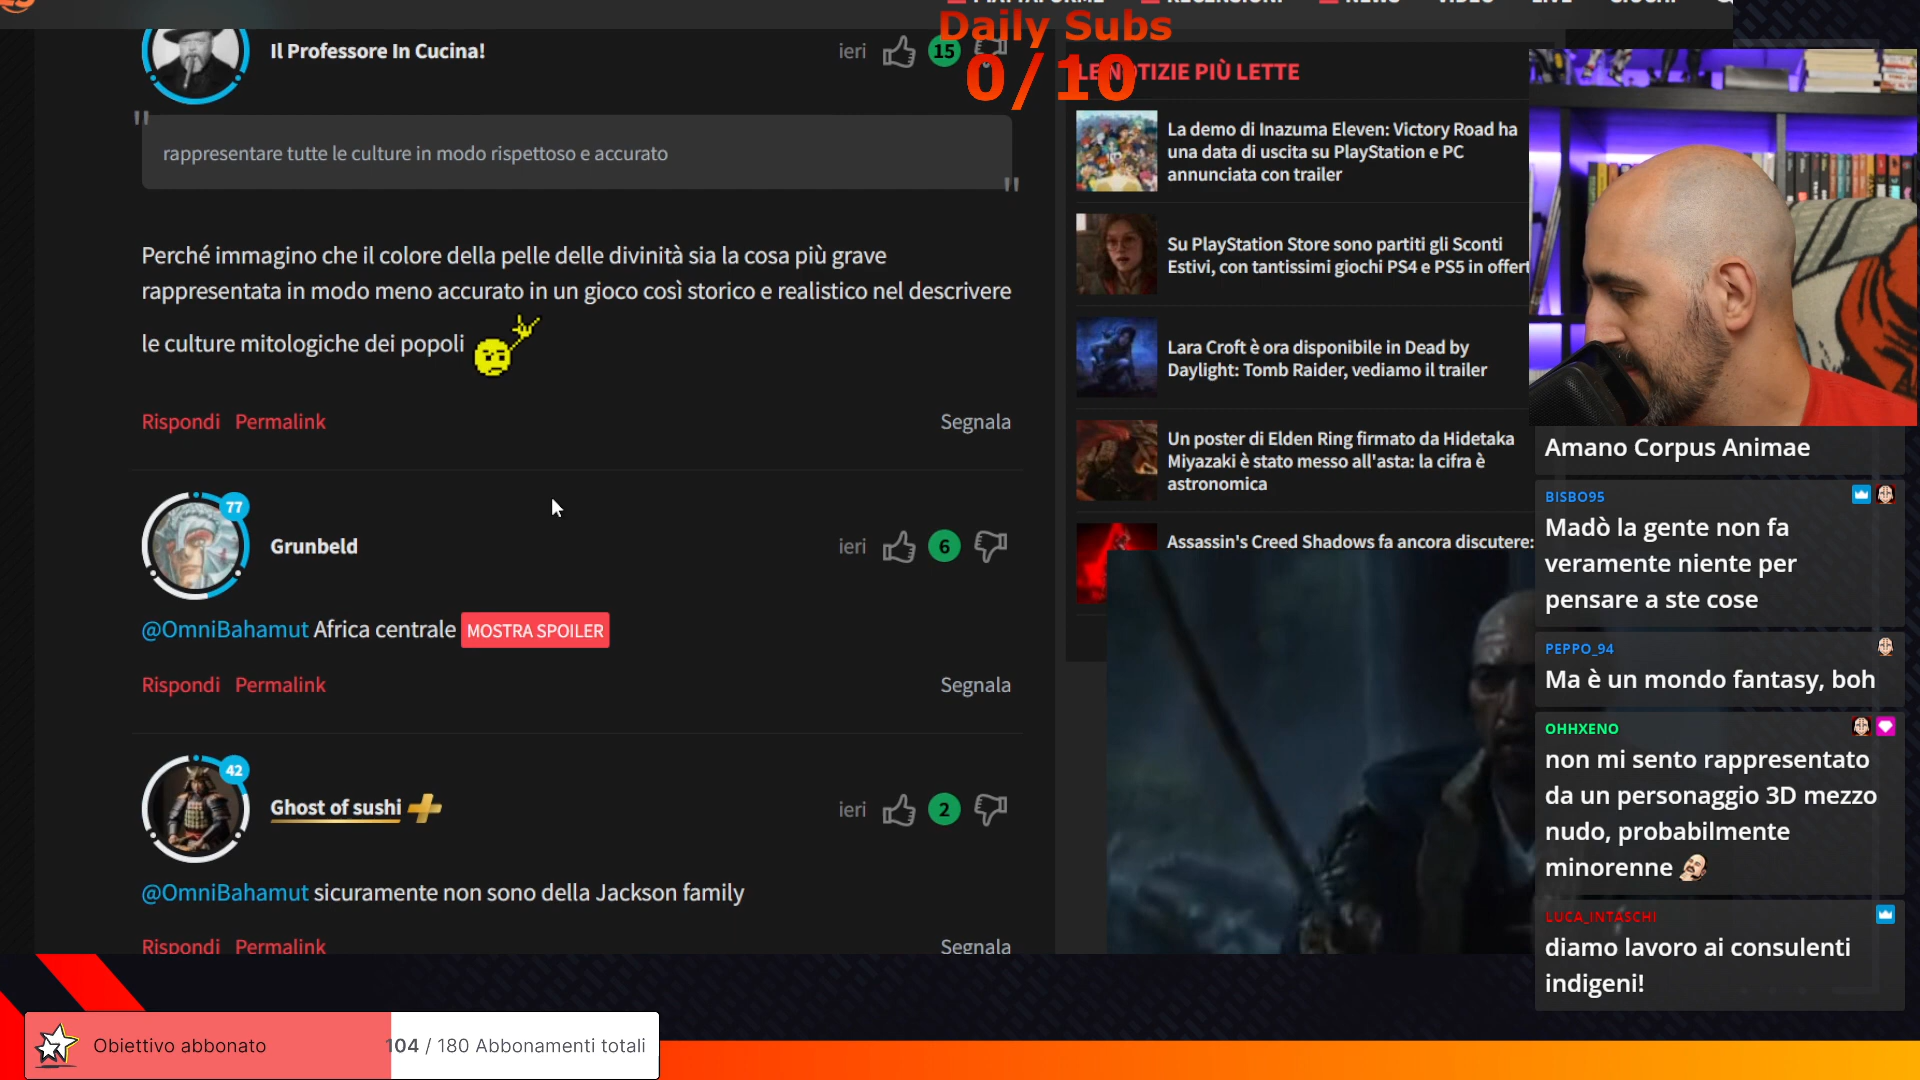 Daily Subs
0/10
Il Professore In Cucina!
ieri
15
rappresentare tutte le culture in modo rispettoso e accurato
Perché immagino che il colore della pelle delle divinità sia la cosa più grave
rappresentata in modo meno accurato in un gioco così storico e realistico nel descrivere
le culture mitologiche dei popoli
Rispondi Permalink
Segnala
77
Grunbeld
ieri
6
@OmniBahamut Africa centrale MOSTRA SPOILER
Rispondi Permalink
Segnala
42
Ghost of sushi
ieri
2
@OmniBahamut sicuramente non sono della Jackson family
Rispondi Permalink
Segnala
NOTIZIE PIÙ LETTE
La demo di Inazuma Eleven: Victory Road ha
una data di uscita su PlayStation e PC
annunciata con trailer
Su PlayStation Store sono partiti gli Sconti
Estivi, con tantissimi giochi PS4 e PS5 in offert
Lara Croft è ora disponibile in Dead by
Daylight: Tomb Raider, vediamo il trailer
Un poster di Elden Ring firmato da Hidetaka
Miyazaki è stato messo all'asta: la cifra è
astronomica
Assassin's Creed Shadows fa ancora discutere:
Amano Corpus Animae
BISBO95
Madò la gente non fa
veramente niente per
pensare a ste cose
PEPPO_94
Ma è un mondo fantasy, boh
OHHXENO
non mi sento rappresentato
da un personaggio 3D mezzo
nudo, probabilmente
minorenne
LUCA_INTASCHI
diamo lavoro ai consulenti
indigeni!
Obiettivo abbonato
104 / 180 Abbonamenti totali